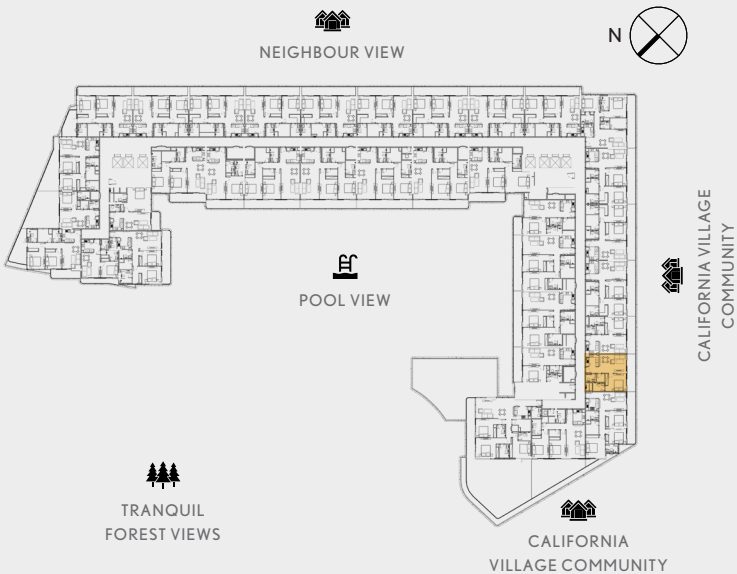 NEIGHBOUR VIEW
N
CALIFORNIA VILLAGE
COMMUNITY
POOL VIEW
TRANQUIL
FOREST VIEWS
CALIFORNIA
VILLAGE COMMUNITY